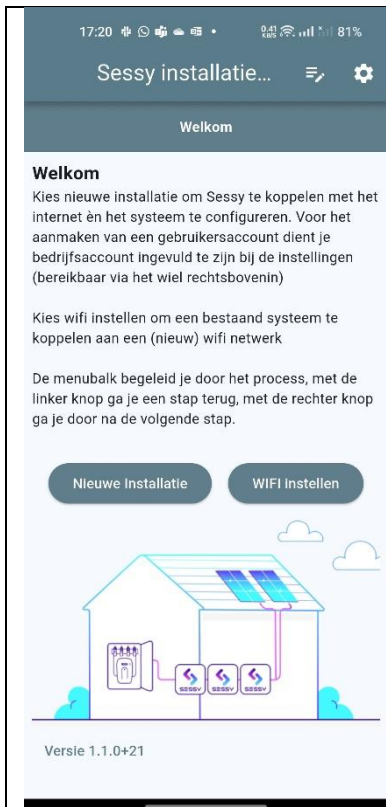 17:20 0.41 KB/S 81%
Sessy installatie...
Welkom
Welkom
Kies nieuwe installatie om Sessy te koppelen met het
internet èn het systeem te configureren. Voor het
aanmaken van een gebruikersaccount dient je
bedrijfsaccount ingevuld te zijn bij de instellingen
(bereikbaar via het wiel rechtsbovenin)
Kies wifi instellen om een bestaand systeem te
koppelen aan een (nieuw) wifi netwerk
De menubalk begeleid je door het process, met de
linker knop ga je een stap terug, met de rechter knop
ga je door na de volgende stap.
Nieuwe Installatie WIFI instellen
SESSY SESSY SESSY
Versie 1.1.0+21